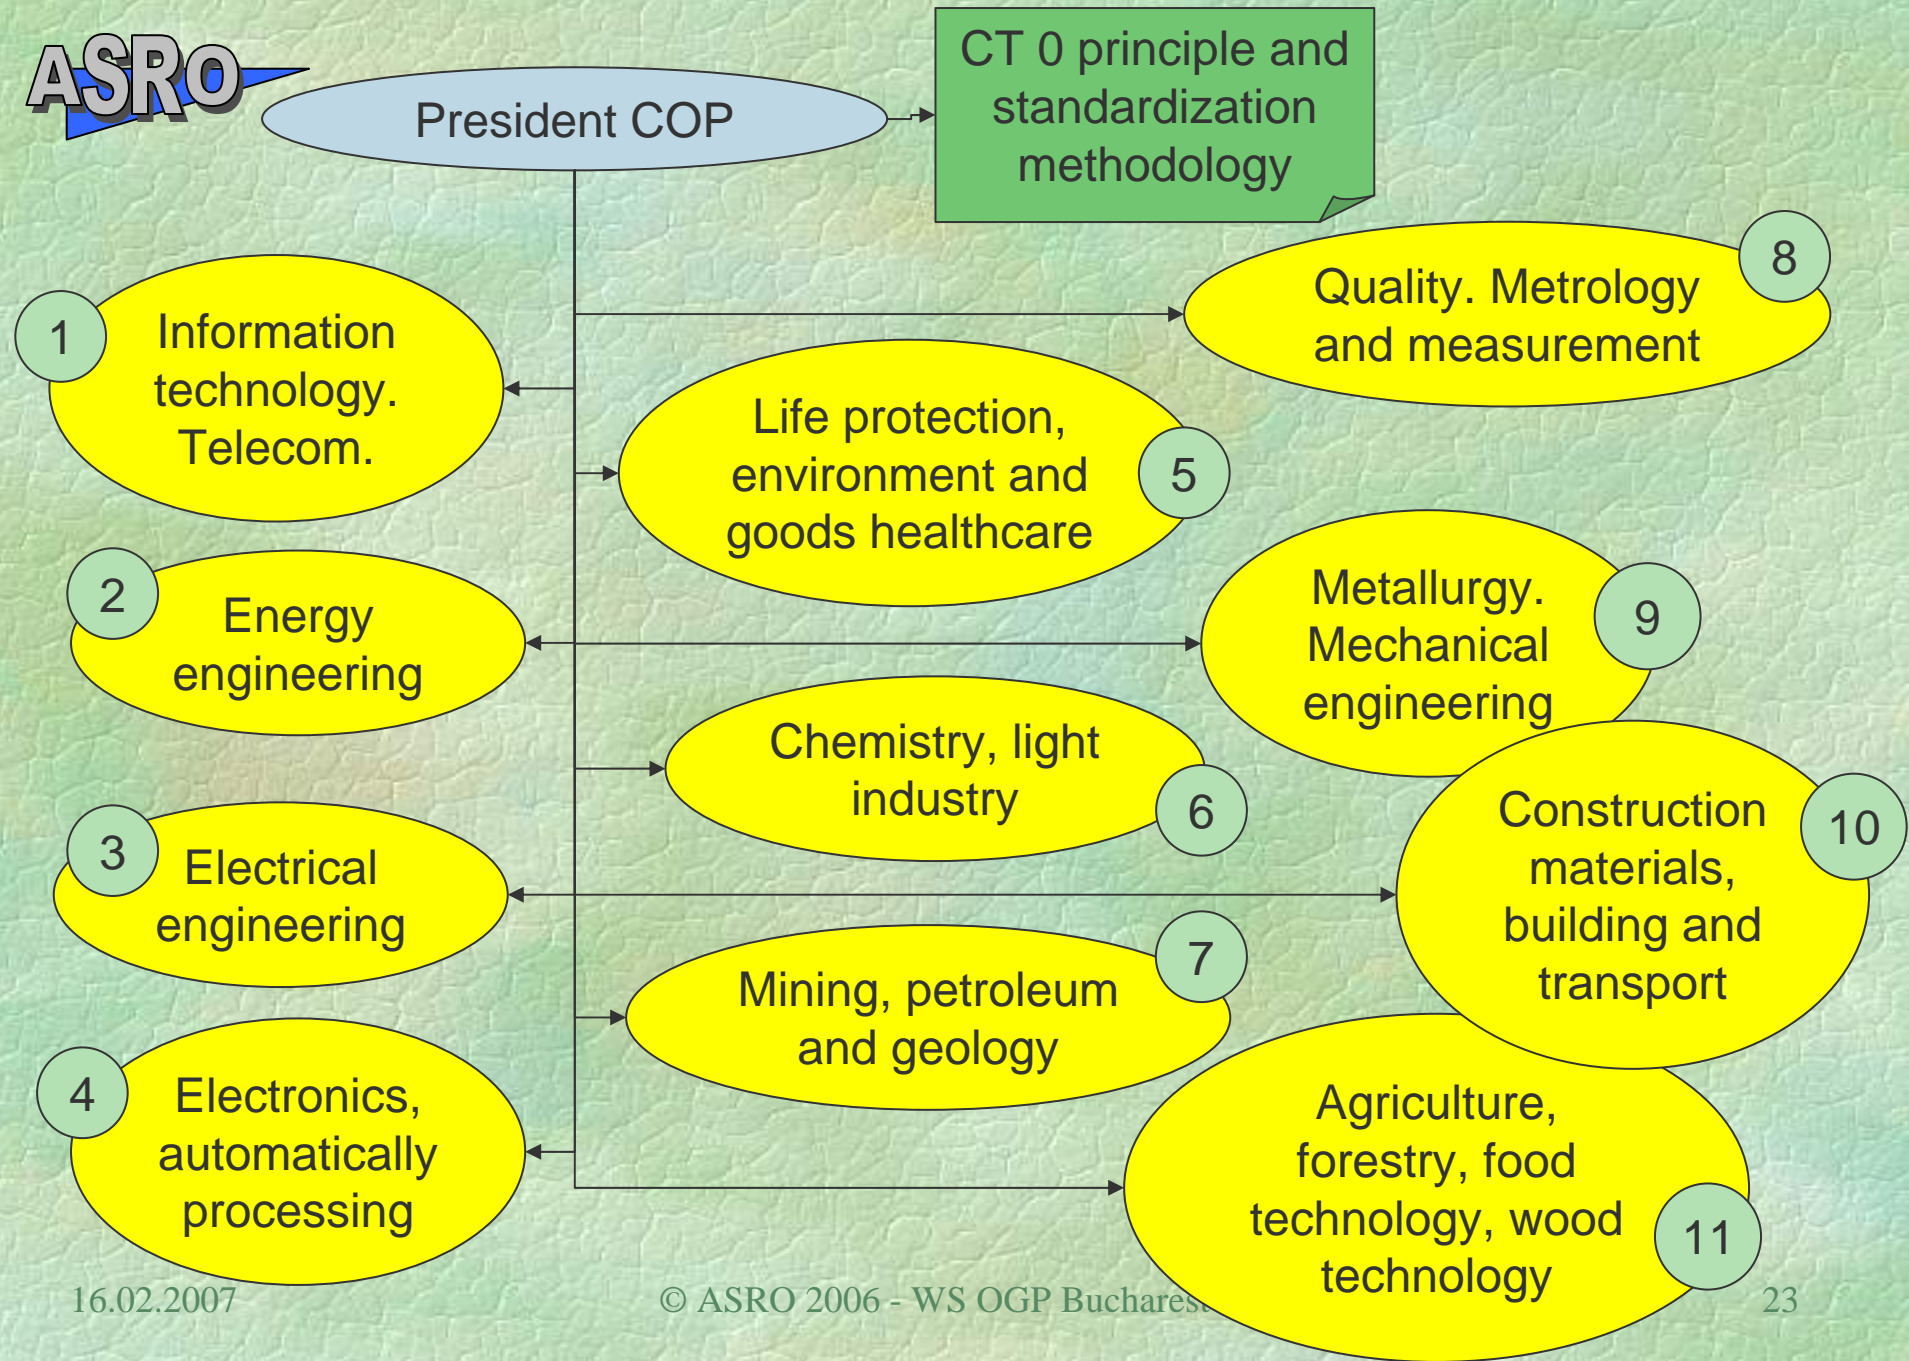 ASRO
President COP
CT 0 principle and
standardization
methodology
1
Information
technology.
Telecom.
2
Energy
engineering
3
Electrical
engineering
4
Electronics,
automatically
processing
5
Life protection,
environment and
goods healthcare
6
Chemistry, light
industry
7
Mining, petroleum
and geology
8
Quality. Metrology
and measurement
9
Metallurgy.
Mechanical
engineering
10
Construction
materials,
building and
transport
11
Agriculture,
forestry, food
technology, wood
technology
16.02.2007
© ASRO 2006 - WS OGP Bucharest
23